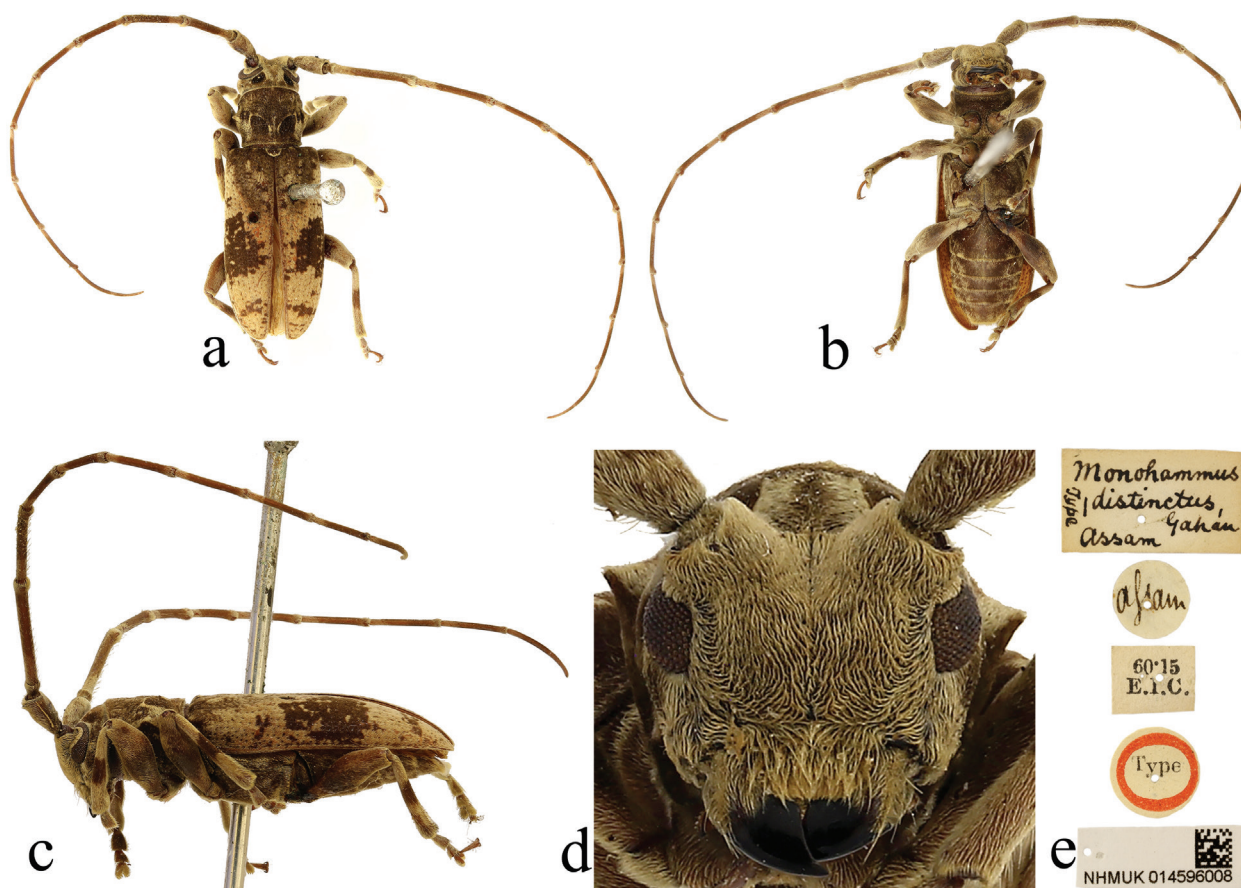 a
b
c
d
e
Monohammus
Type
distinctus,
Gahan
Assam
Assam
60·15
E.I.C.
Type
NHMUK 014596008